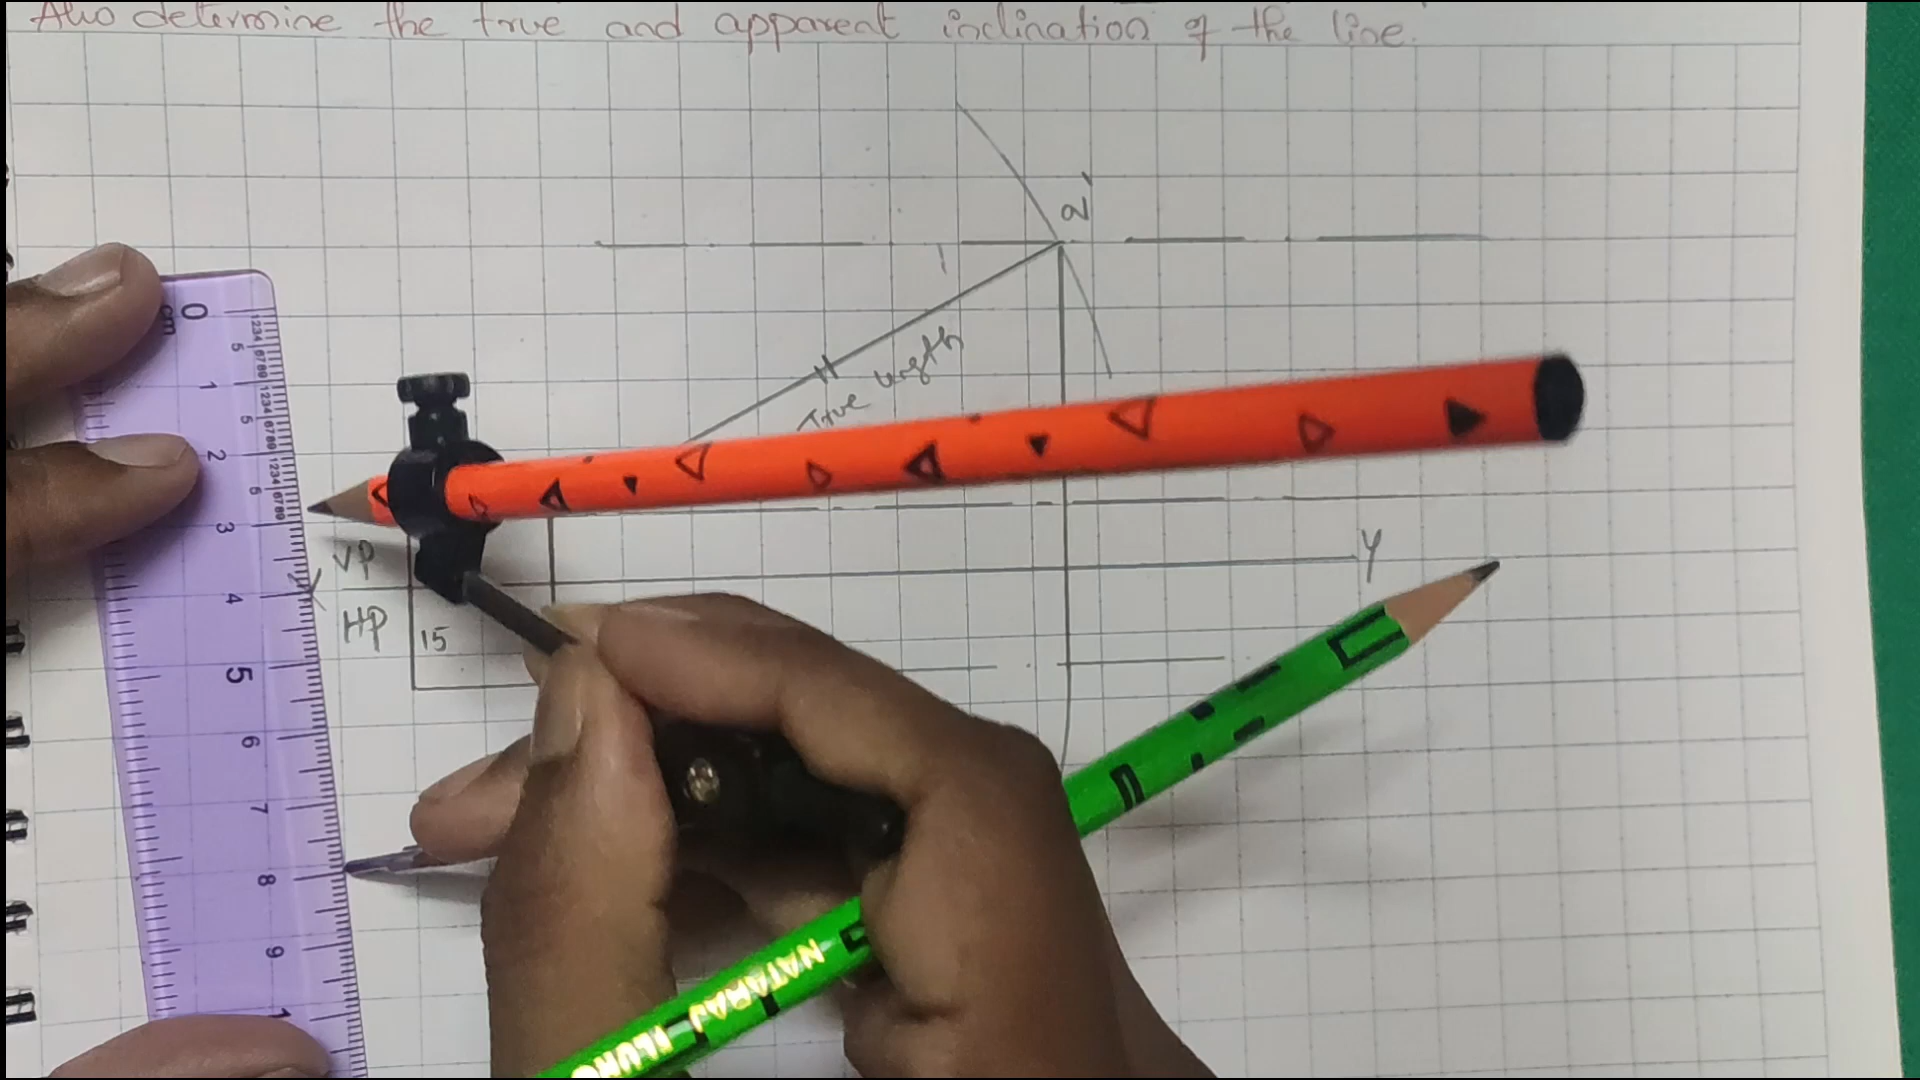 Also determine the true and apparent inclination of the line.
a'
True length
VP
Y
X
HP
15
0
cm
1
2
3
4
5
6
7
8
9
NATARAJ